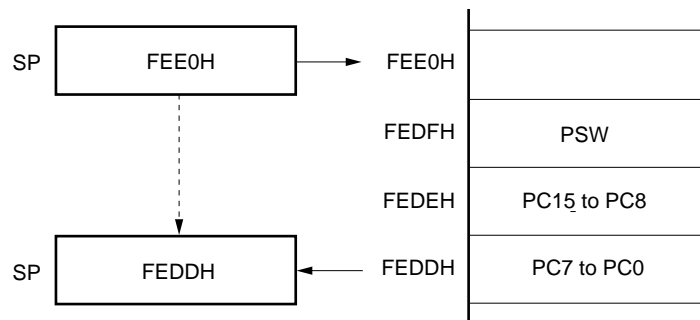 SP FEE0H FEE0H
FEDFH PSW
FEDEH PC15 to PC8
SP FEDDH FEDDH PC7 to PC0